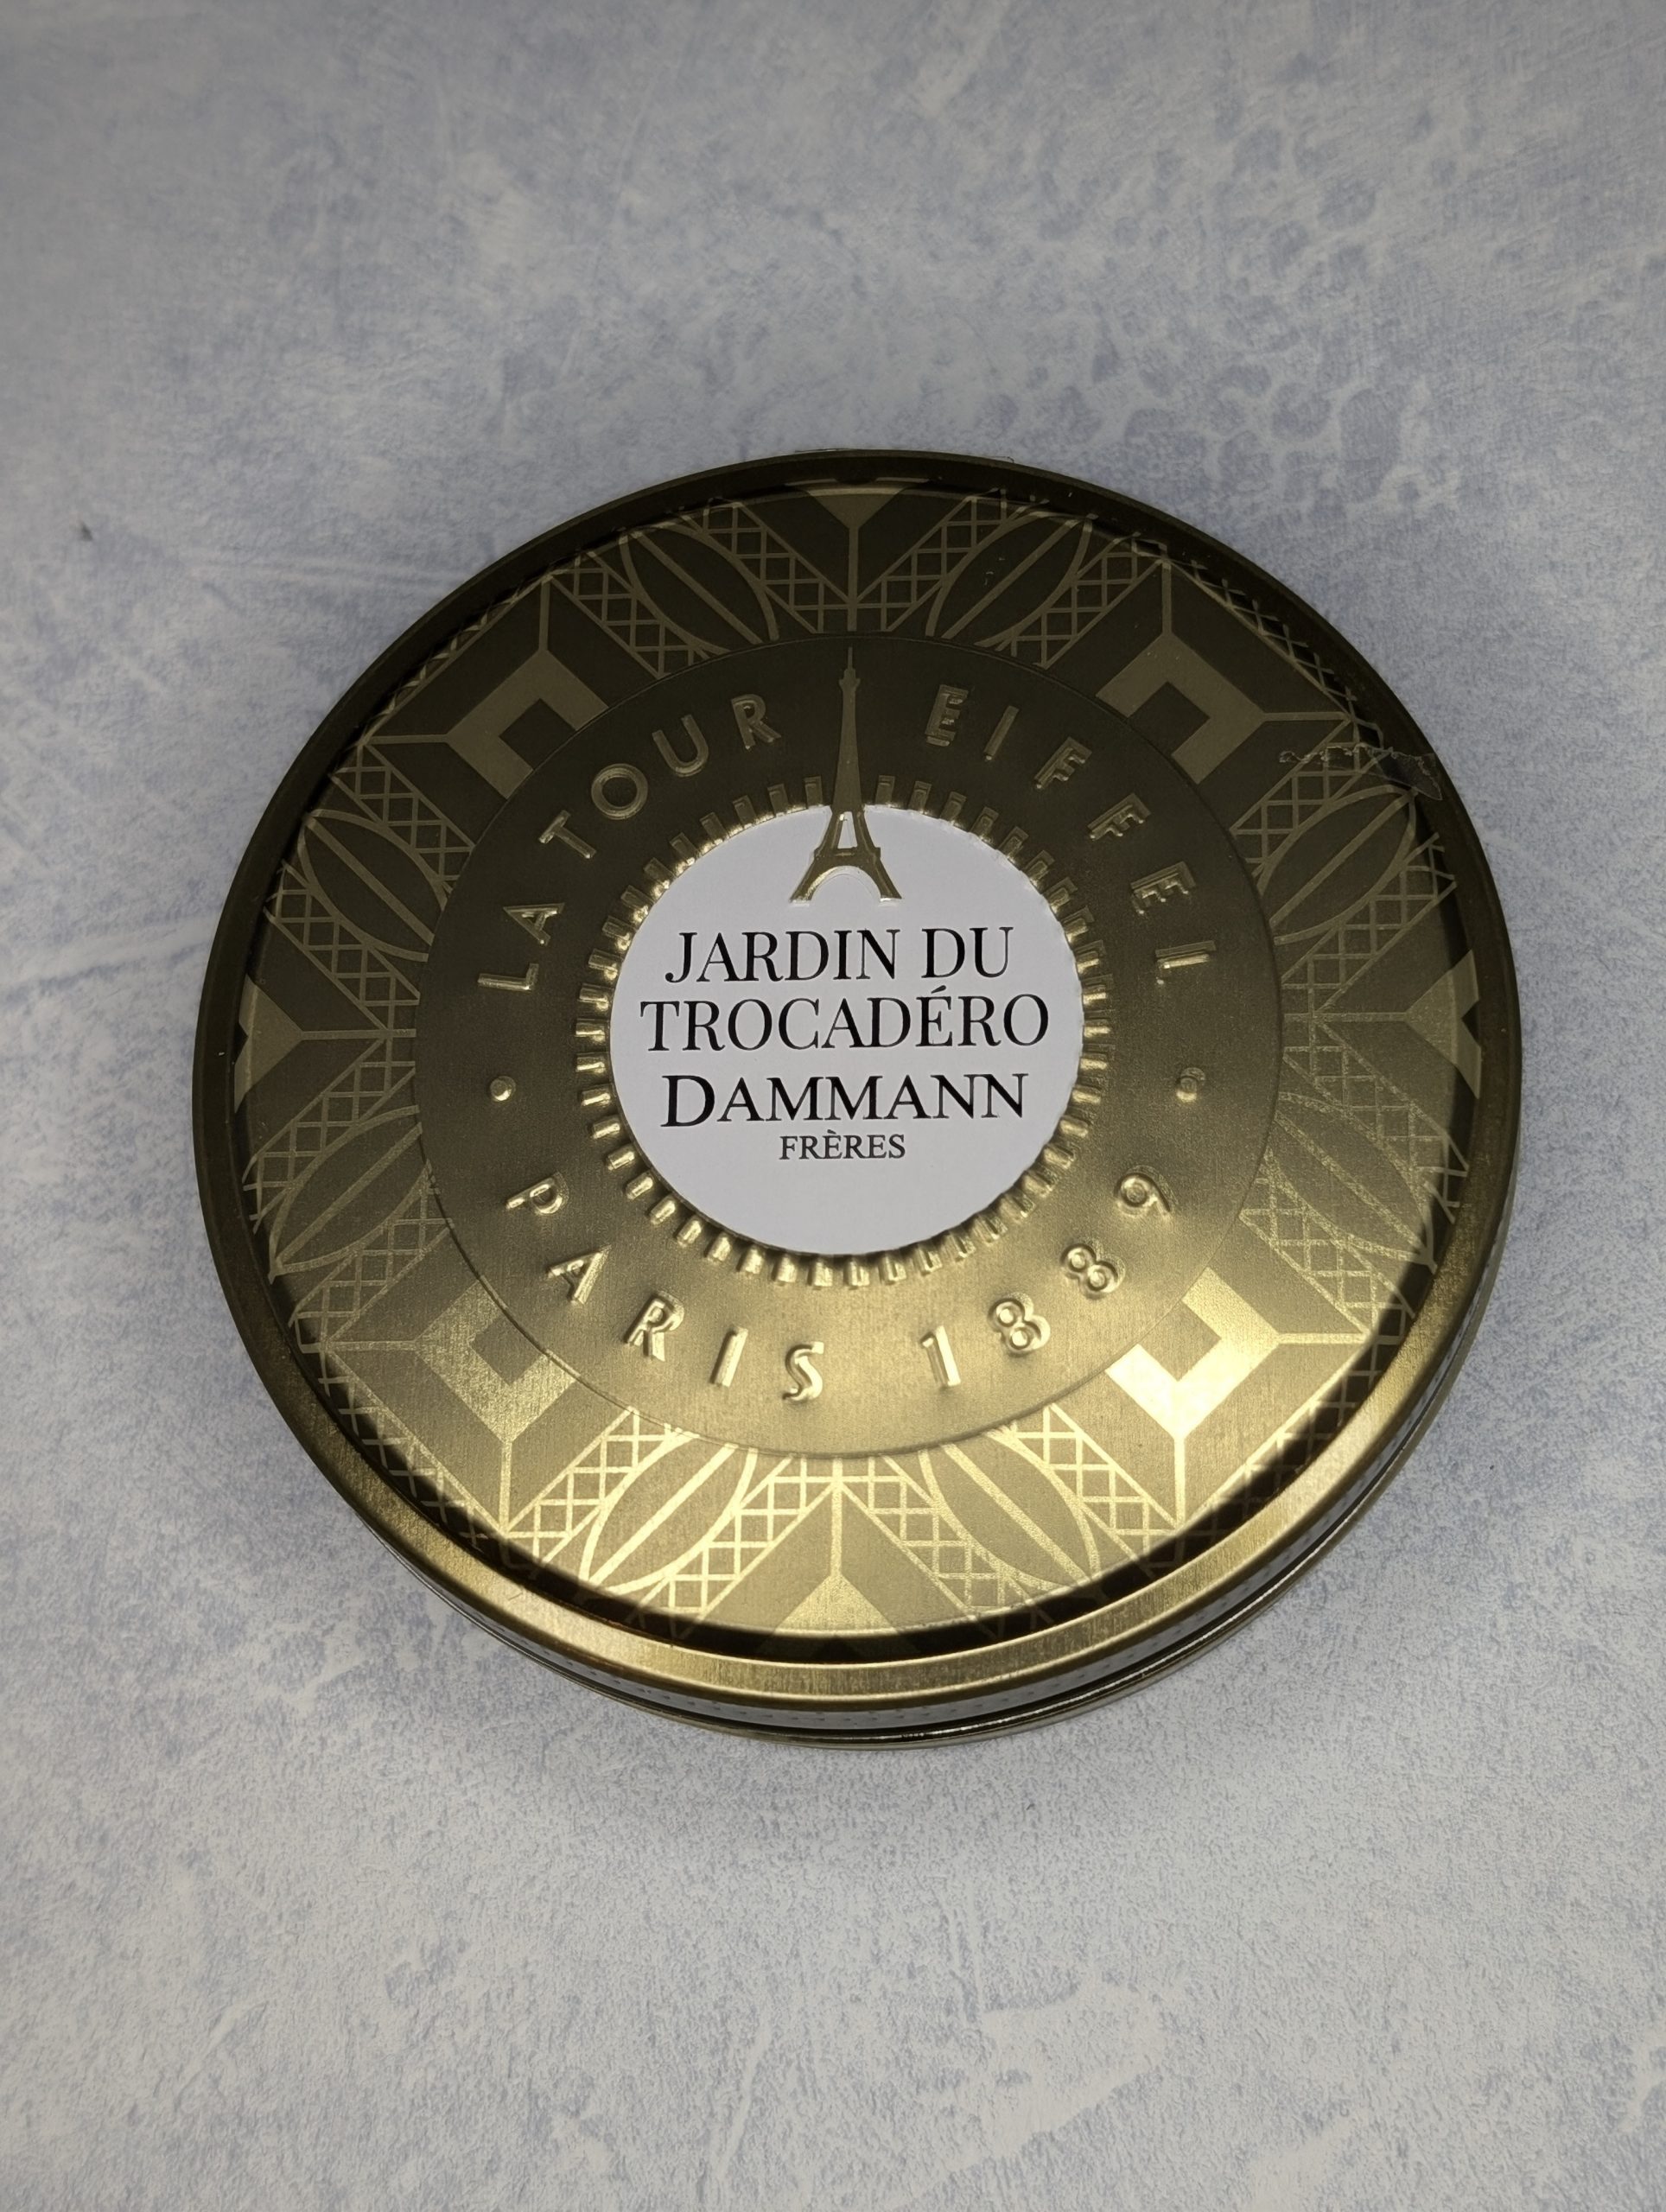 LA TOUR EIFFEL
JARDIN DU
TROCADÉRO
DAMMANN
FRÈRES
PARIS 1889